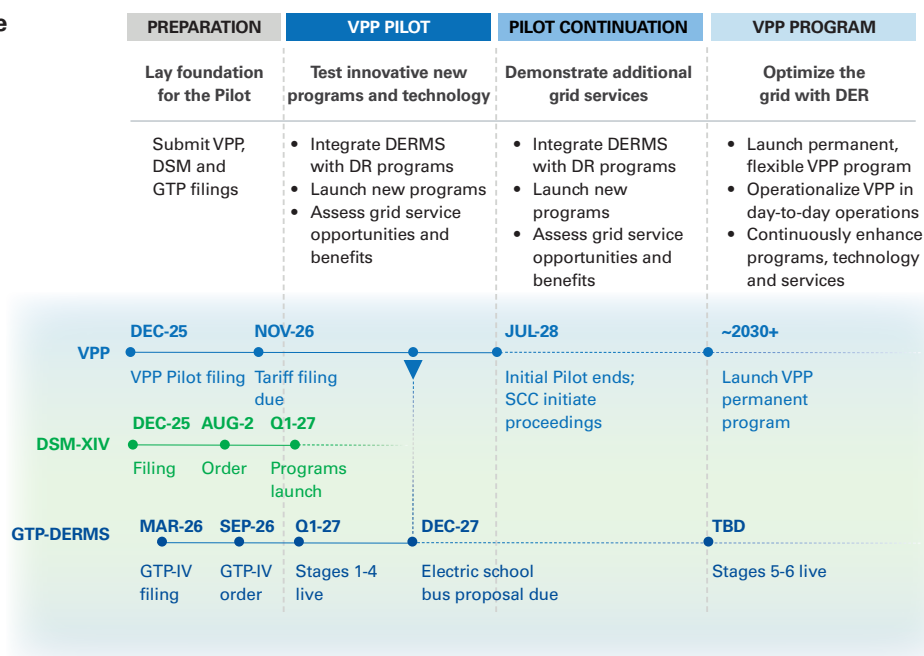 e
PREPARATION
VPP PILOT
PILOT CONTINUATION
VPP PROGRAM
Lay foundation
for the Pilot
Test innovative new
programs and technology
Demonstrate additional
grid services
Optimize the
grid with DER
Submit VPP,
DSM and
GTP filings
• Integrate DERMS
with DR programs
• Launch new programs
• Assess grid service
opportunities and
benefits
• Integrate DERMS
with DR programs
• Launch new
programs
• Assess grid service
opportunities and
benefits
• Launch permanent,
flexible VPP program
• Operationalize VPP in
day-to-day operations
• Continuously enhance
programs, technology
and services
VPP
DEC-25
VPP Pilot filing
NOV-26
Tariff filing
due
JUL-28
Initial Pilot ends;
SCC initiate
proceedings
~2030+
Launch VPP
permanent
program
DSM-XIV
DEC-25
Filing
AUG-2
Order
Q1-27
Programs
launch
GTP-DERMS
MAR-26
GTP-IV
filing
SEP-26
GTP-IV
order
Q1-27
Stages 1-4
live
DEC-27
Electric school
bus proposal due
TBD
Stages 5-6 live